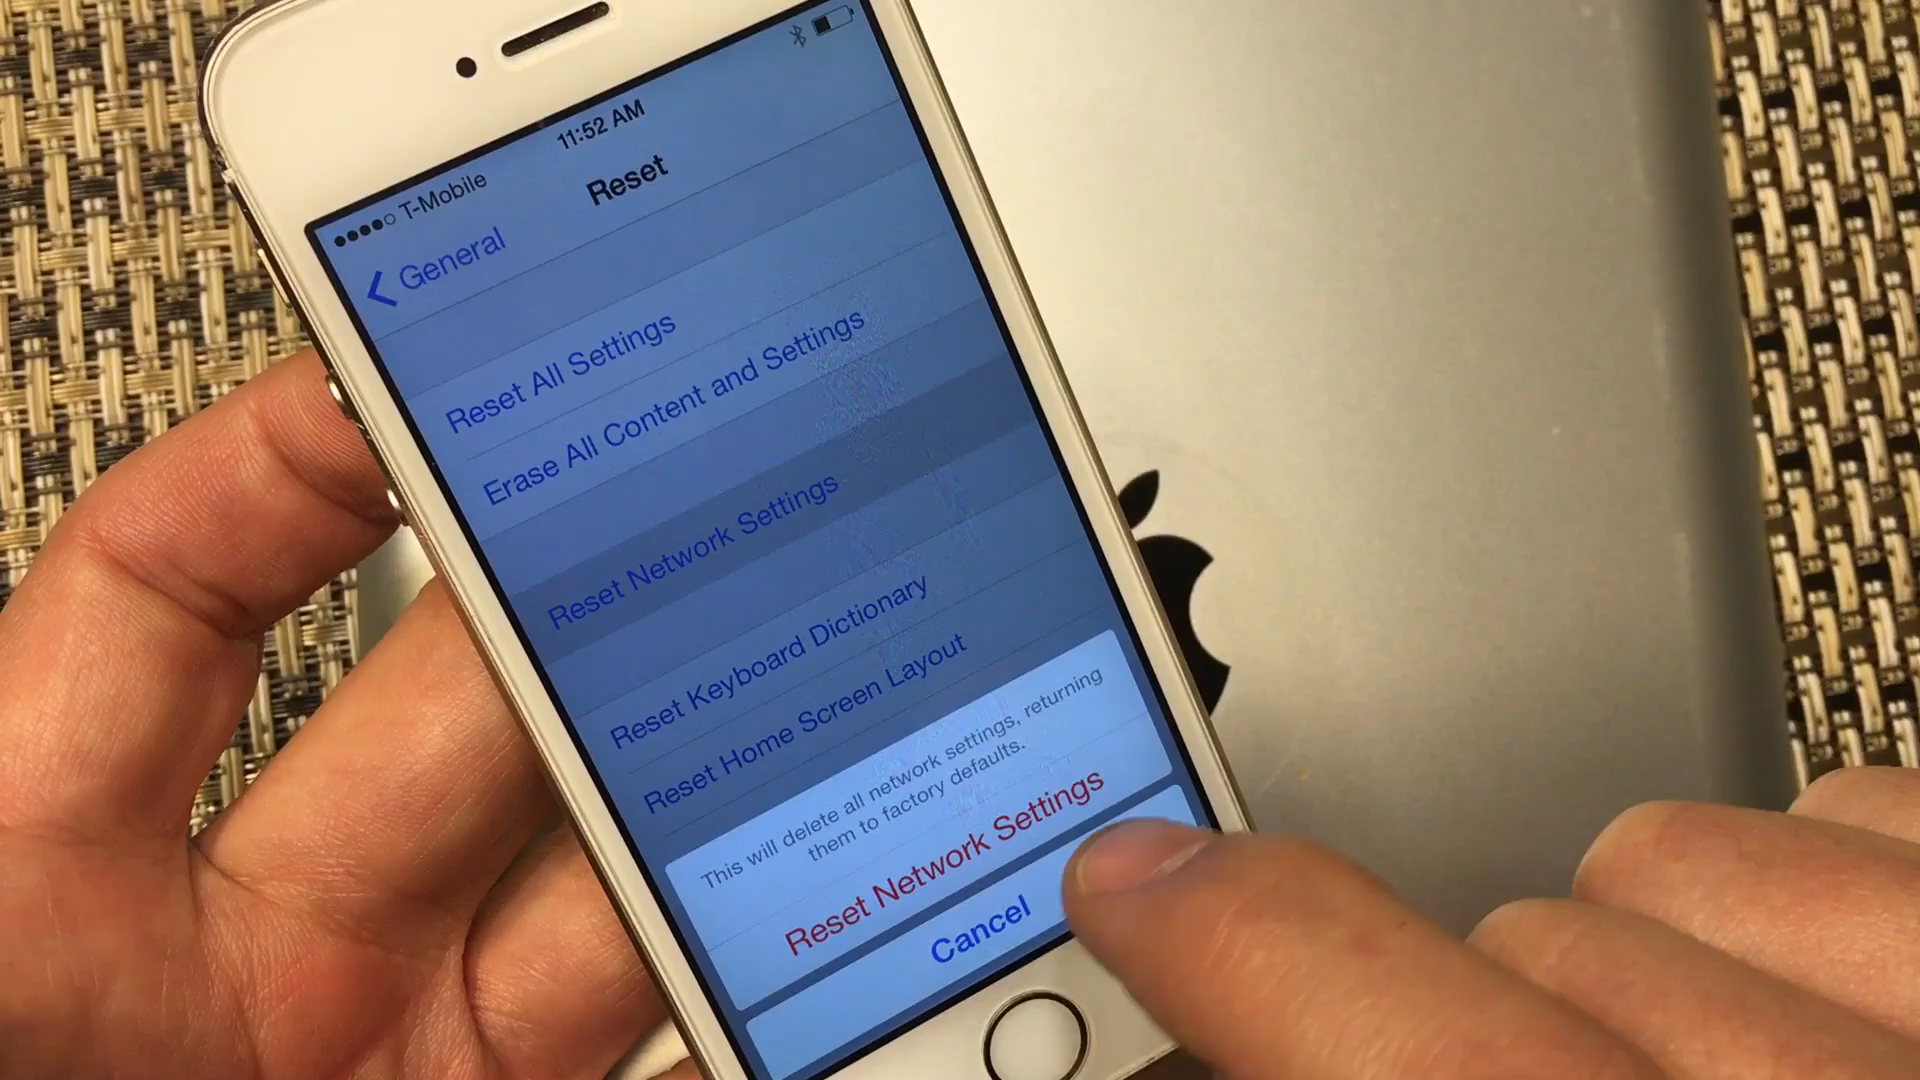 T-Mobile
11:52 AM
General
Reset
Reset All Settings
Erase All Content and Settings
Reset Network Settings
Reset Keyboard Dictionary
Reset Home Screen Layout
This will delete all network settings, returning
them to factory defaults.
Reset Network Settings
Cancel